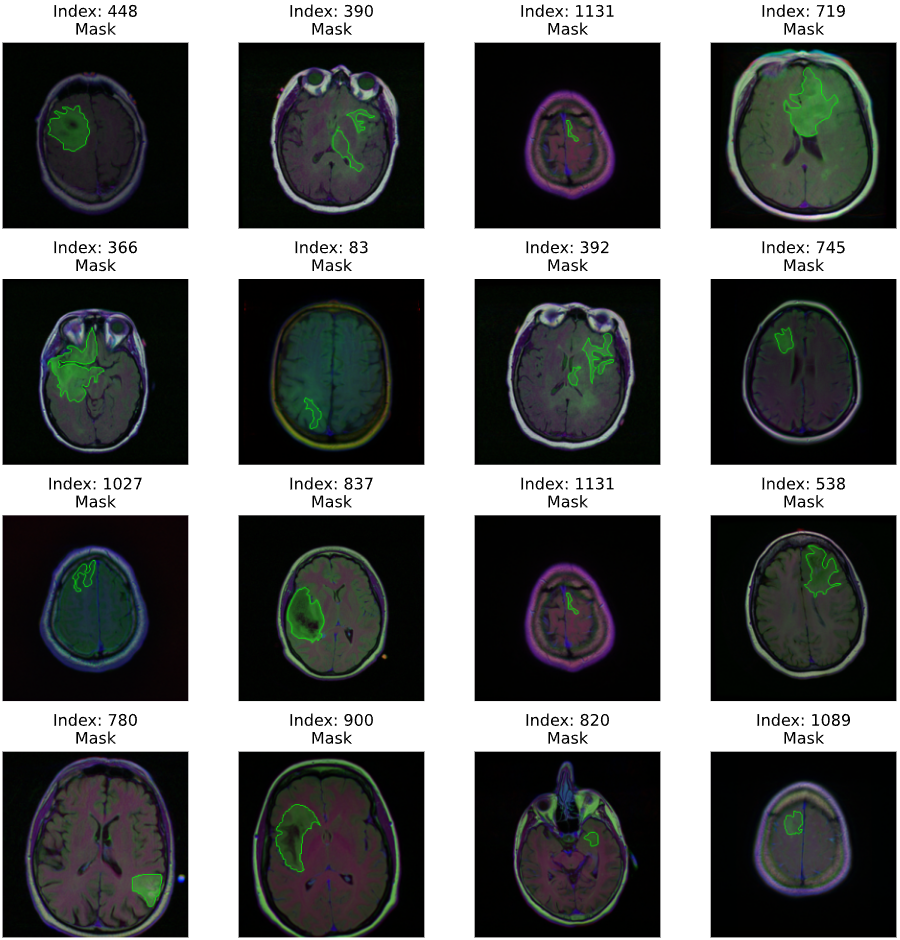 Index: 448
Mask
Index: 390
Mask
Index: 1131
Mask
Index: 719
Mask
Index: 366
Mask
Index: 83
Mask
Index: 392
Mask
Index: 745
Mask
Index: 1027
Mask
Index: 837
Mask
Index: 1131
Mask
Index: 538
Mask
Index: 780
Mask
Index: 900
Mask
Index: 820
Mask
Index: 1089
Mask